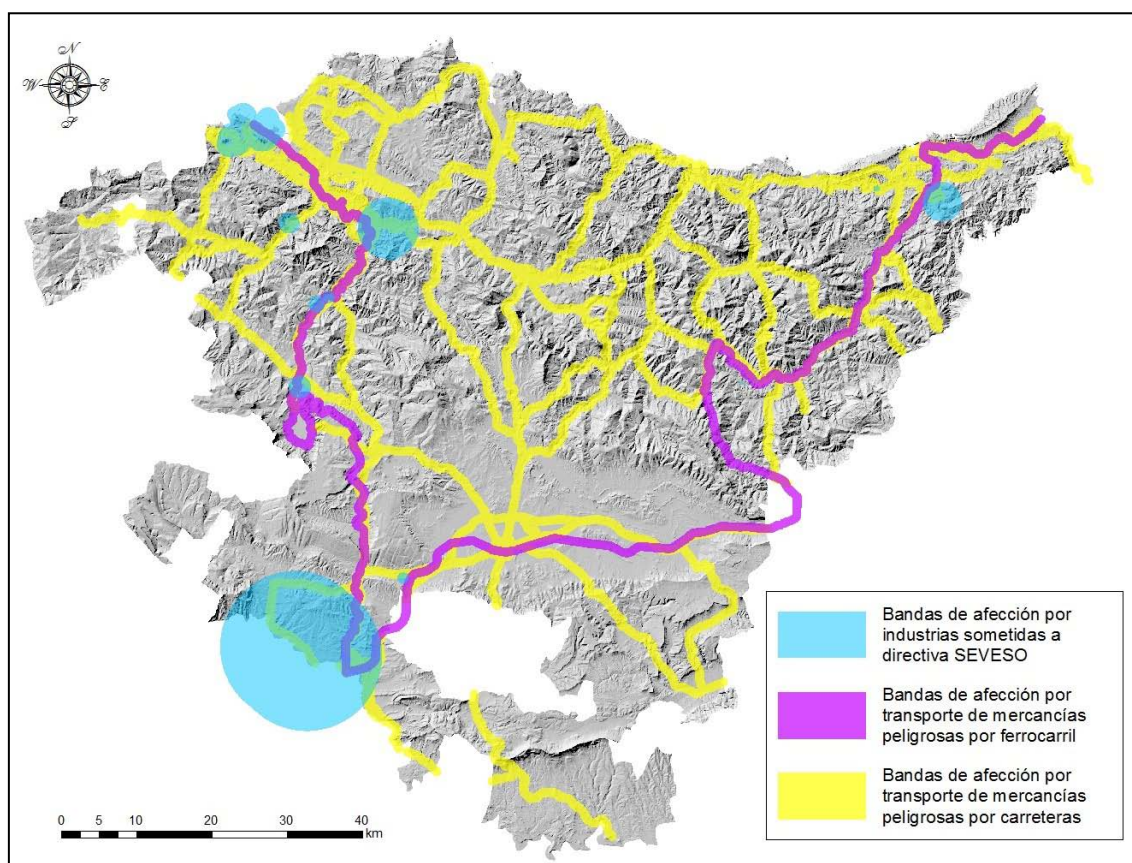 N
W E
S
Bandas de afección por
industrias sometidas a
directiva SEVESO
Bandas de afección por
transporte de mercancías
peligrosas por ferrocarril
Bandas de afección por
transporte de mercancías
peligrosas por carreteras
0 5 10 20 30 40
km